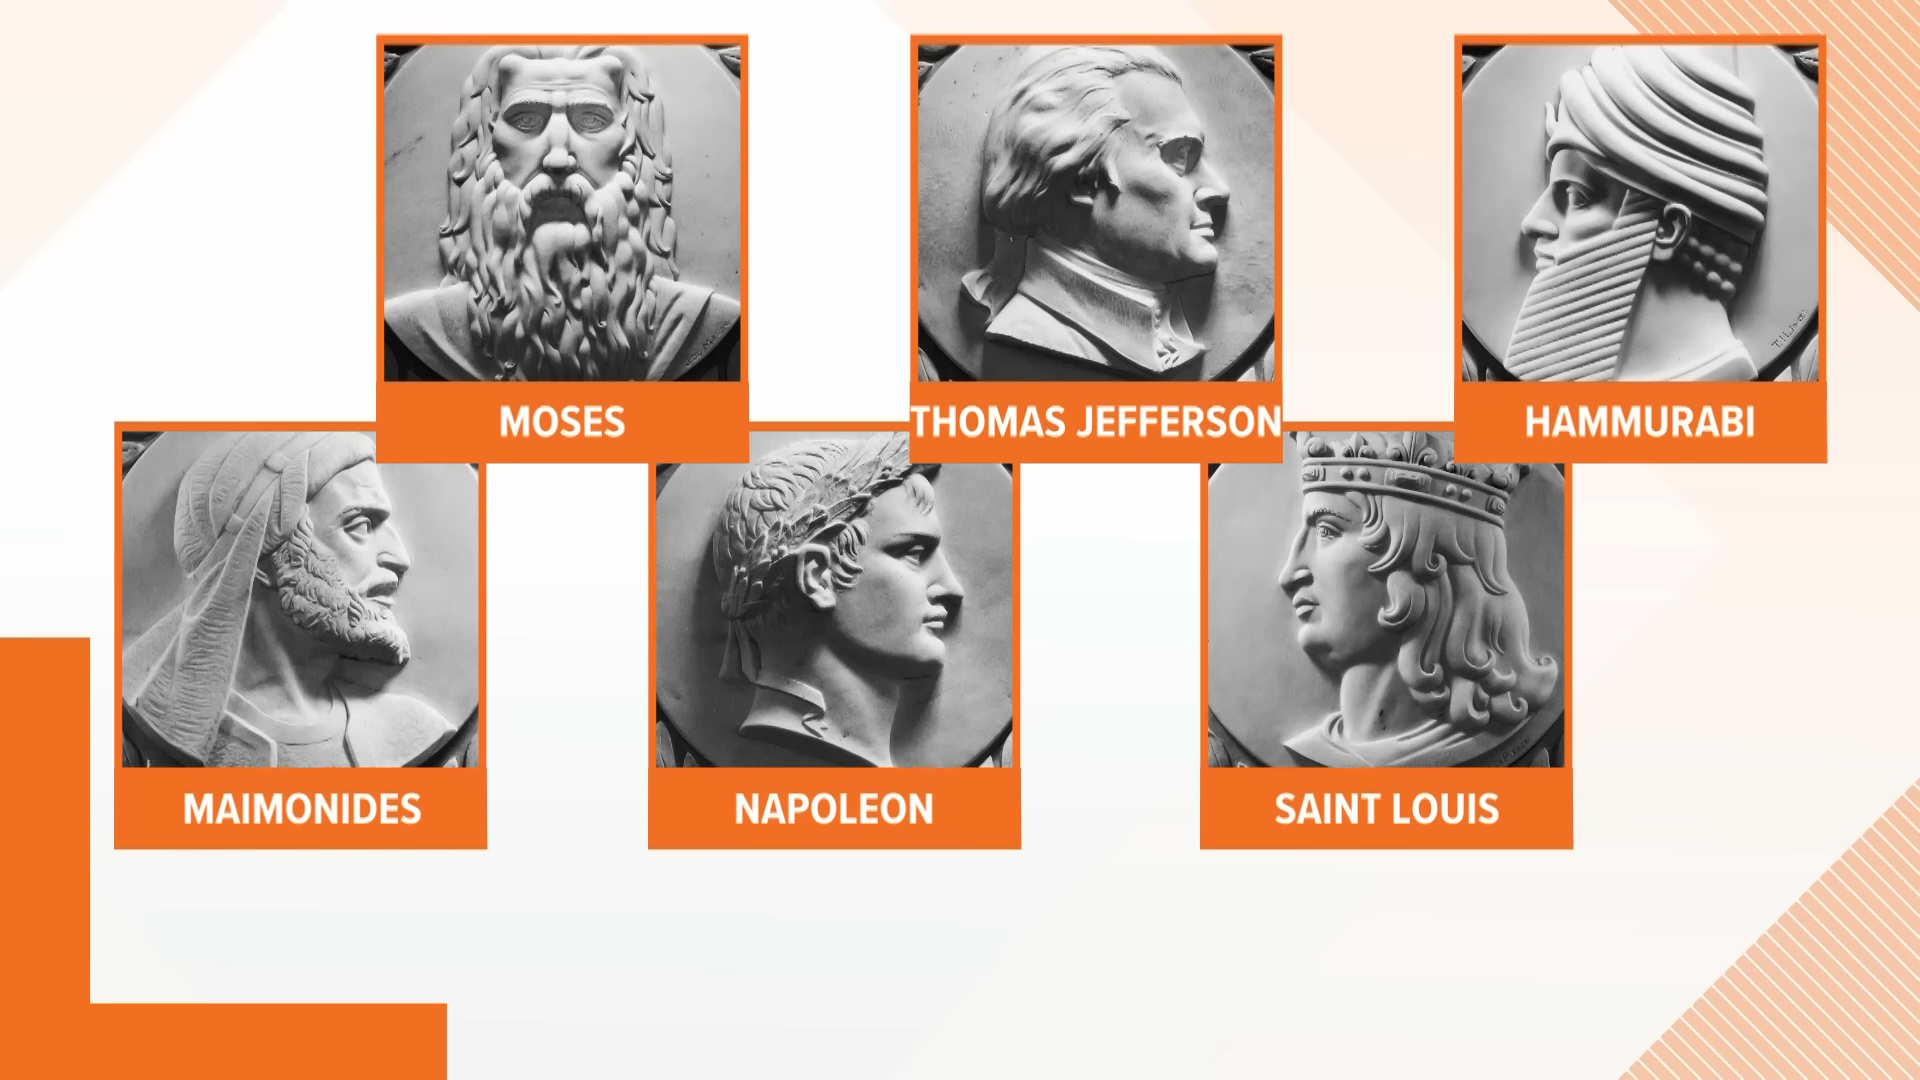 MOSES
THOMAS JEFFERSON
HAMMURABI
MAIMONIDES
NAPOLEON
SAINT LOUIS